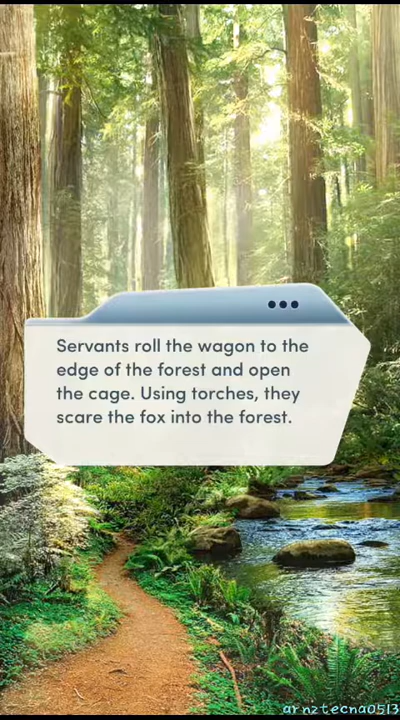 Servants roll the wagon to the
edge of the forest and open
the cage. Using torches, they
scare the fox into the forest.
arnztecna0513